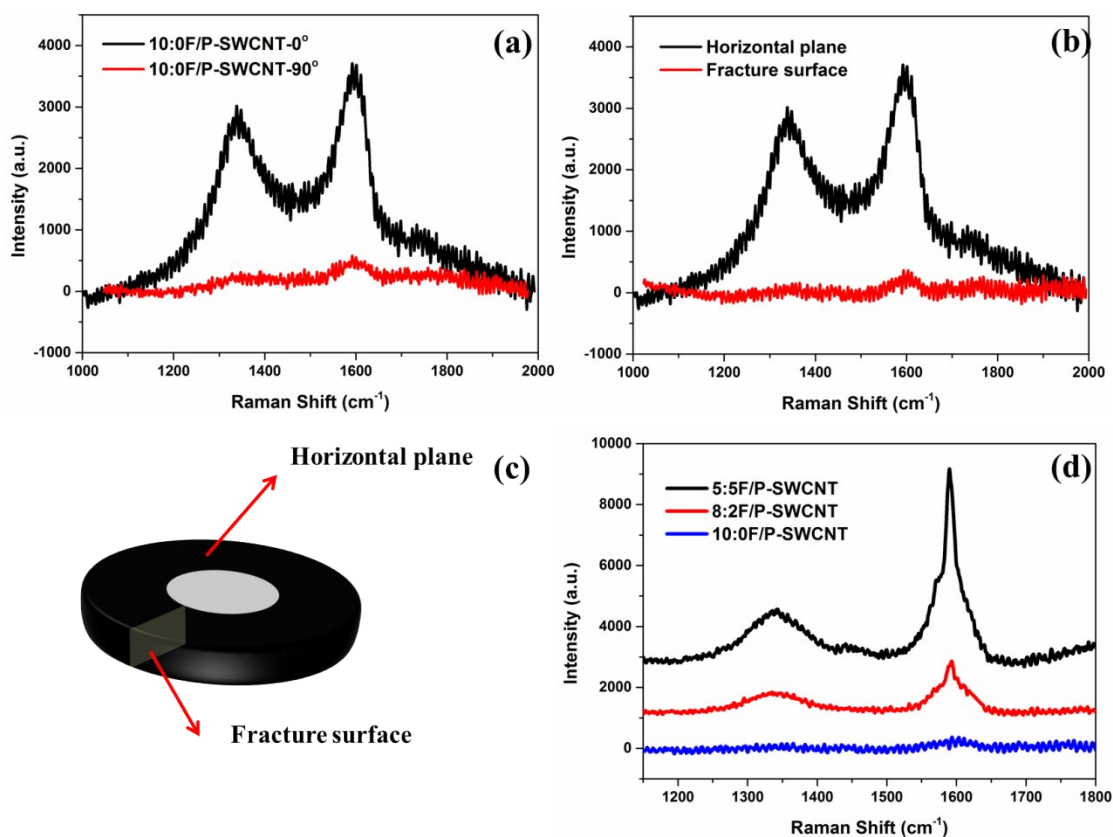 (a)
10:0F/P-SWCNT-0°
10:0F/P-SWCNT-90°
Intensity (a.u.)
4000
3000
2000
1000
0
-1000
1000 1200 1400 1600 1800 2000
Raman Shift (cm⁻¹)
(b)
Horizontal plane
Fracture surface
Intensity (a.u.)
4000
3000
2000
1000
0
-1000
1000 1200 1400 1600 1800 2000
Raman Shift (cm⁻¹)
(c)
Horizontal plane
Fracture surface
(d)
5:5F/P-SWCNT
8:2F/P-SWCNT
10:0F/P-SWCNT
Intensity (a.u.)
10000
8000
6000
4000
2000
0
1200 1300 1400 1500 1600 1700 1800
Raman Shift (cm⁻¹)